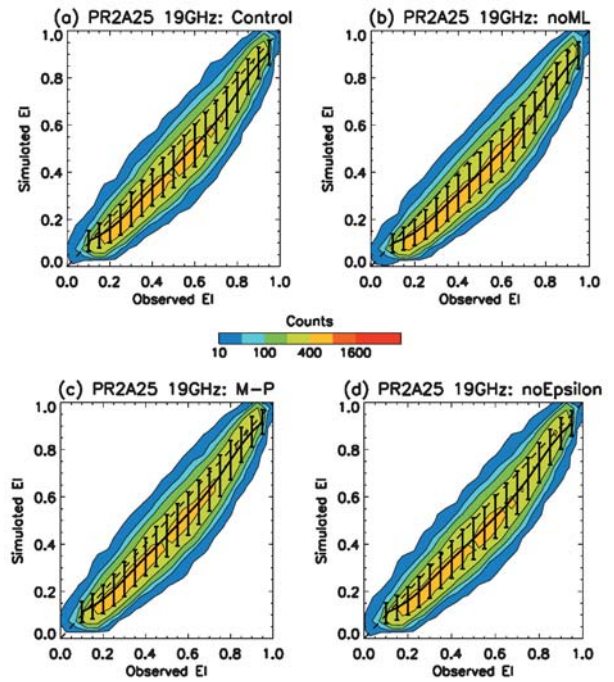 (a) PR2A25 19GHz: Control
1.0
0.8
0.6
0.4
0.2
0.0
Simulated EI
0.0 0.2 0.4 0.6 0.8 1.0
Observed EI
(b) PR2A25 19GHz: noML
1.0
0.8
0.6
0.4
0.2
0.0
Simulated EI
0.0 0.2 0.4 0.6 0.8 1.0
Observed EI
Counts
10 100 400 1600
(c) PR2A25 19GHz: M-P
1.0
0.8
0.6
0.4
0.2
0.0
Simulated EI
0.0 0.2 0.4 0.6 0.8 1.0
Observed EI
(d) PR2A25 19GHz: noEpsilon
1.0
0.8
0.6
0.4
0.2
0.0
Simulated EI
0.0 0.2 0.4 0.6 0.8 1.0
Observed EI